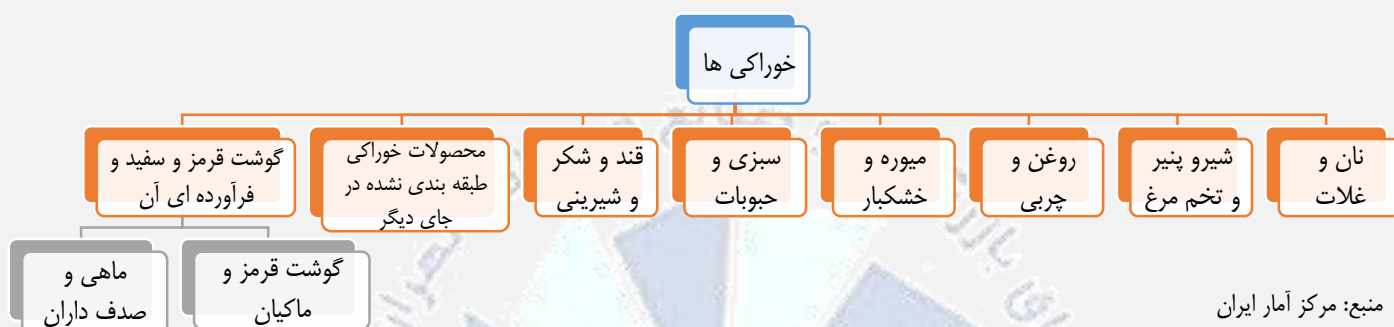 خوراکی ها
نان و
غلات
شیرو پنیر
و تخم مرغ
روغن و
چربی
میوره و
خشکبار
سبزی و
حبوبات
قند و شکر
و شیرینی
محصولات خوراکی
طبقه بندی نشده در
جای دیگر
گوشت قرمز و سفید و
فرآورده ای آن
گوشت قرمز و
ماکیان
ماهی و
صدف داران
منبع: مرکز آمار ایران